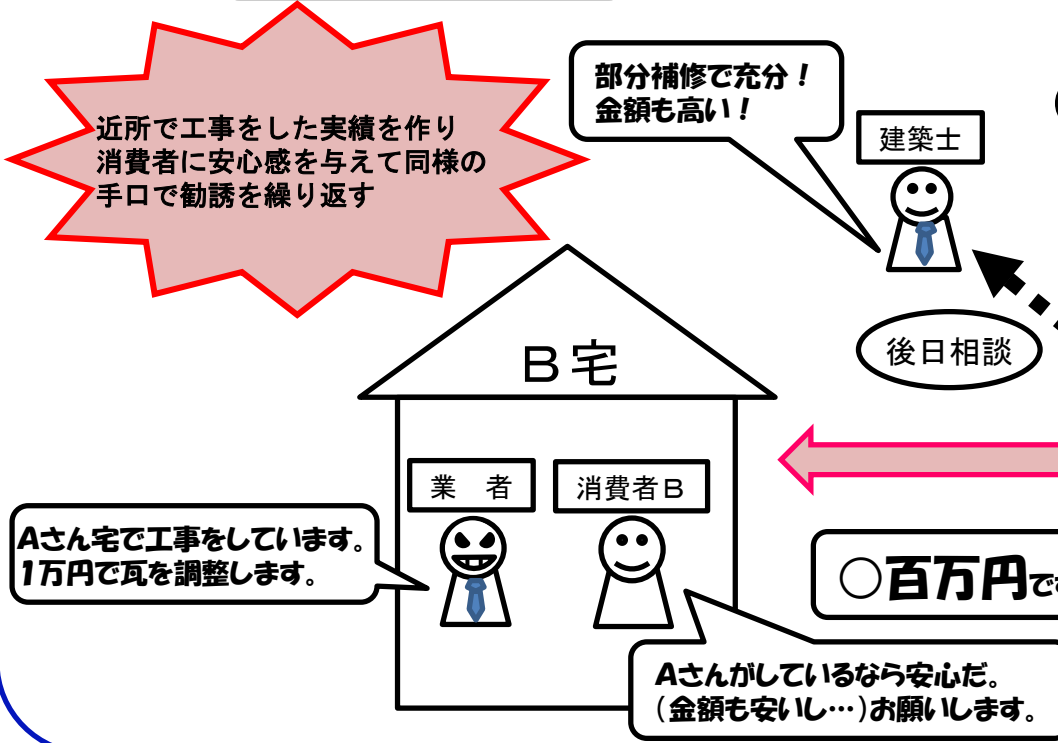 近所で工事をした実績を作り
消費者に安心感を与えて同様の
手口で勧誘を繰り返す
部分補修で充分！
金額も高い！
建築士
後日相談
B宅
業　者
消費者B
Aさん宅で工事をしています。
1万円で瓦を調整します。
○百万円です
Aさんがしているなら安心だ。
（金額も安いし…）お願いします。